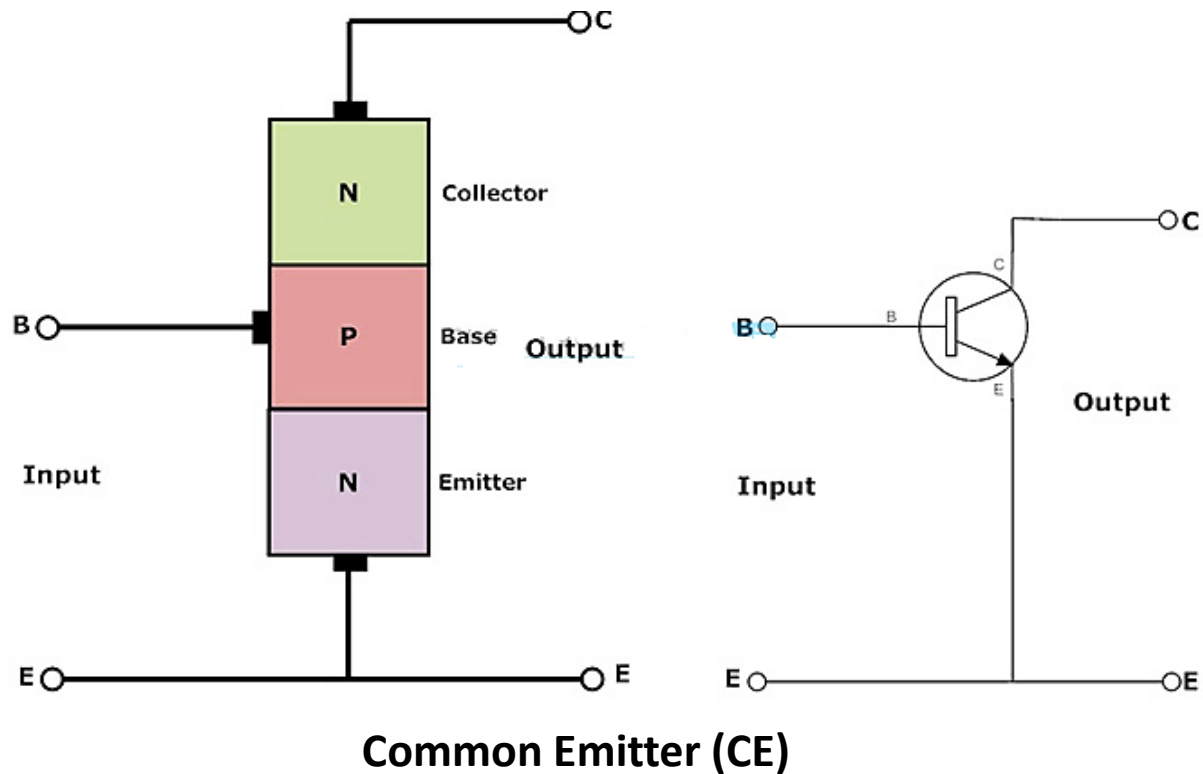 C
N
Collector
B
P
Base
Output
Input
N
Emitter
E
E
C
C
B
B
E
Output
Input
E
E
Common Emitter (CE)